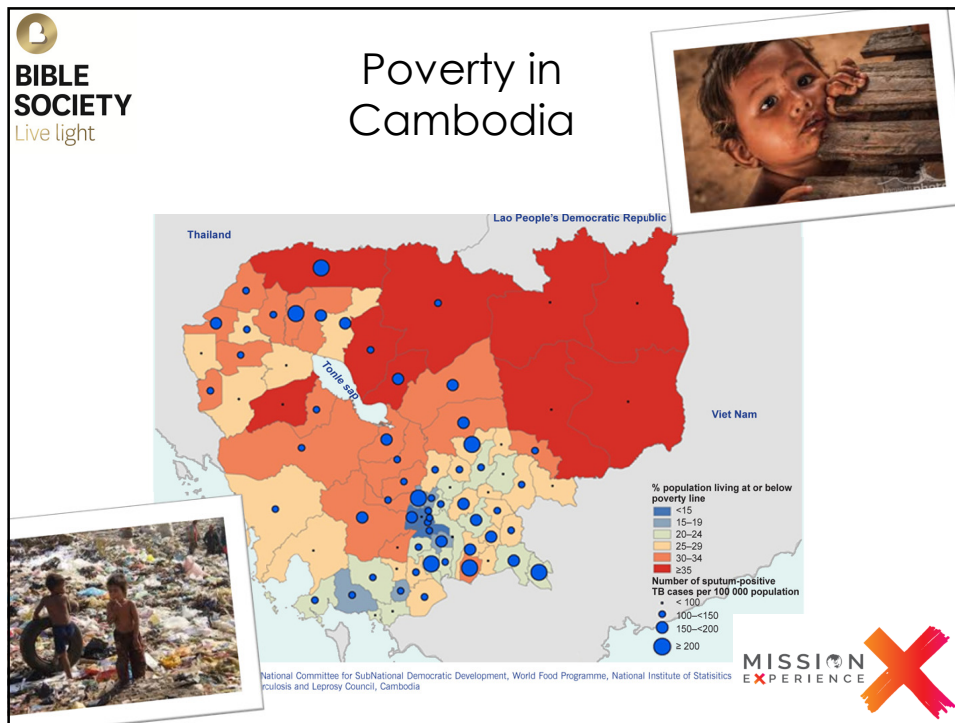 BIBLE
SOCIETY
Live light
Poverty in
Cambodia
Lao People's Democratic Republic
Thailand
Tonle sap
Viet Nam
% population living at or below
poverty line
<15
15–19
20–24
25–29
30–34
≥35
Number of sputum-positive
TB cases per 100 000 population
< 100
100–<150
150–<200
≥ 200
National Committee for SubNational Democratic Development, World Food Programme, National Institute of Statisitics
and Leprosy Council, Cambodia
MISSION
EXPERIENCE